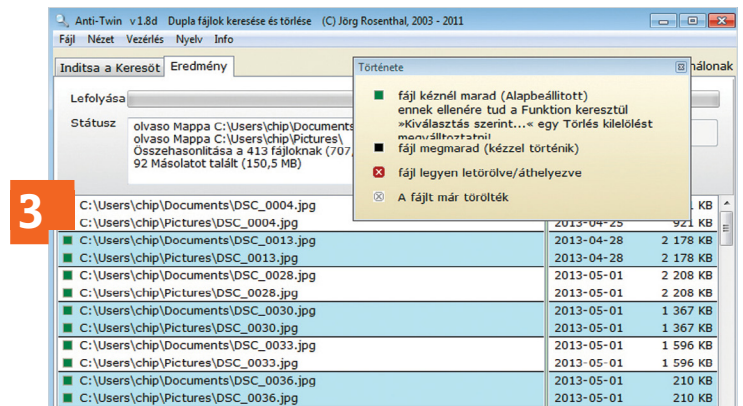 Anti-Twin v 1.8d Dupla fájlok keresése és törlése (C) Jörg Rosenthal, 2003 - 2011
Fájl Nézet Vezérlés Nyelv Info
Inditsa a Keresöt Eredmény
hálonak
Története
Lefolyása
fájl kéznél marad (Alapbeállitott)
ennek ellenére tud a Funktion keresztül
»Kiválasztás szerint...« egy Törlés kilelölést
megváltoztatni
fájl megmarad (kézzel történik)
fájl legyen letörölve/áthelyezve
A fájlt már törölték
Státusz
olvaso Mappa C:\Users\chip\Documents
olvaso Mappa C:\Users\chip\Pictures\
Összehasonlitása a 413 fájloknak (707,
92 Másolatot talált (150,5 MB)
3
C:\Users\chip\Documents\DSC_0004.jpg KB
C:\Users\chip\Pictures\DSC_0004.jpg 2013-04-25 921 KB
C:\Users\chip\Documents\DSC_0013.jpg 2013-04-28 2 178 KB
C:\Users\chip\Pictures\DSC_0013.jpg 2013-04-28 2 178 KB
C:\Users\chip\Documents\DSC_0028.jpg 2013-05-01 2 208 KB
C:\Users\chip\Pictures\DSC_0028.jpg 2013-05-01 2 208 KB
C:\Users\chip\Documents\DSC_0030.jpg 2013-05-01 1 367 KB
C:\Users\chip\Pictures\DSC_0030.jpg 2013-05-01 1 367 KB
C:\Users\chip\Documents\DSC_0033.jpg 2013-05-01 1 596 KB
C:\Users\chip\Pictures\DSC_0033.jpg 2013-05-01 1 596 KB
C:\Users\chip\Documents\DSC_0036.jpg 2013-05-01 210 KB
C:\Users\chip\Pictures\DSC_0036.jpg 2013-05-01 210 KB